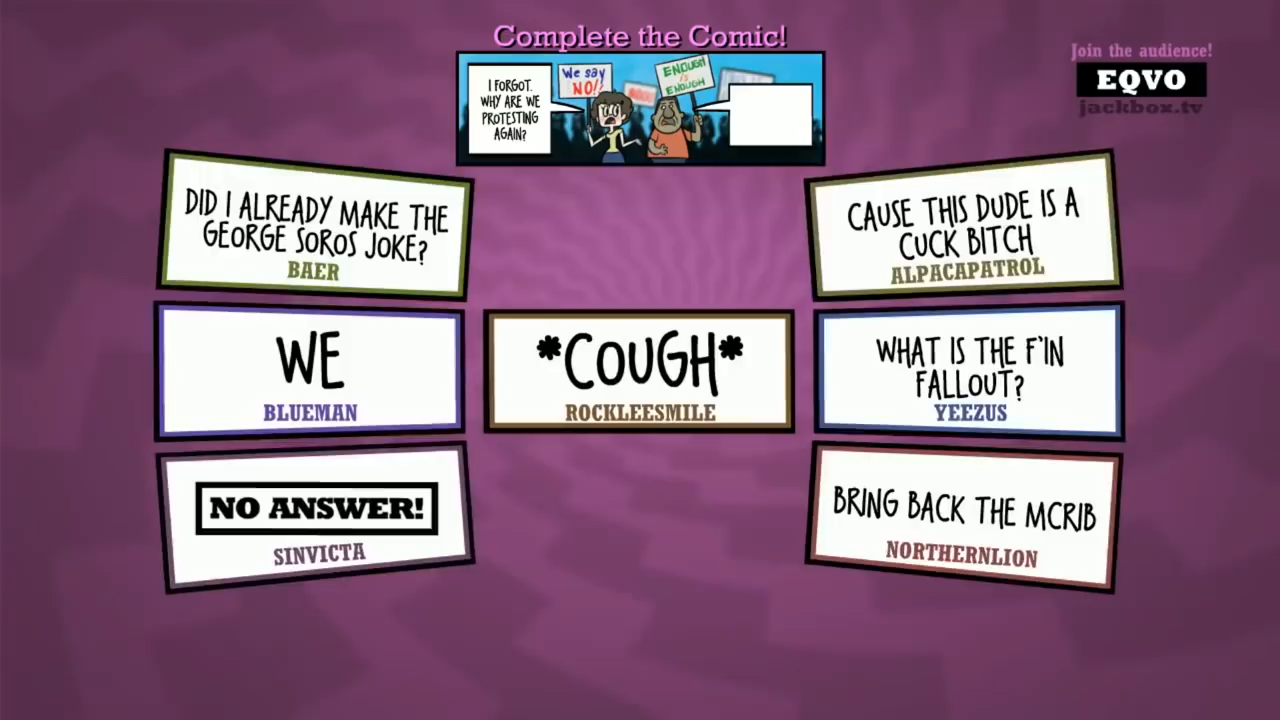 Complete the Comic!
Join the audience!
EQVO
jackbox.tv
I FORGOT.
WHY ARE WE
PROTESTING
AGAIN?
We say
NO!!
ENOUGH
IS
ENOUGH
DID I ALREADY MAKE THE
GEORGE SOROS JOKE?
BAER
CAUSE THIS DUDE IS A
CUCK BITCH
ALPACAPATROL
WE
BLUEMAN
*COUGH*
ROCKLEESMILE
WHAT IS THE F'IN
FALLOUT?
YEEZUS
NO ANSWER!
SINVICTA
BRING BACK THE MCRIB
NORTHERNLION